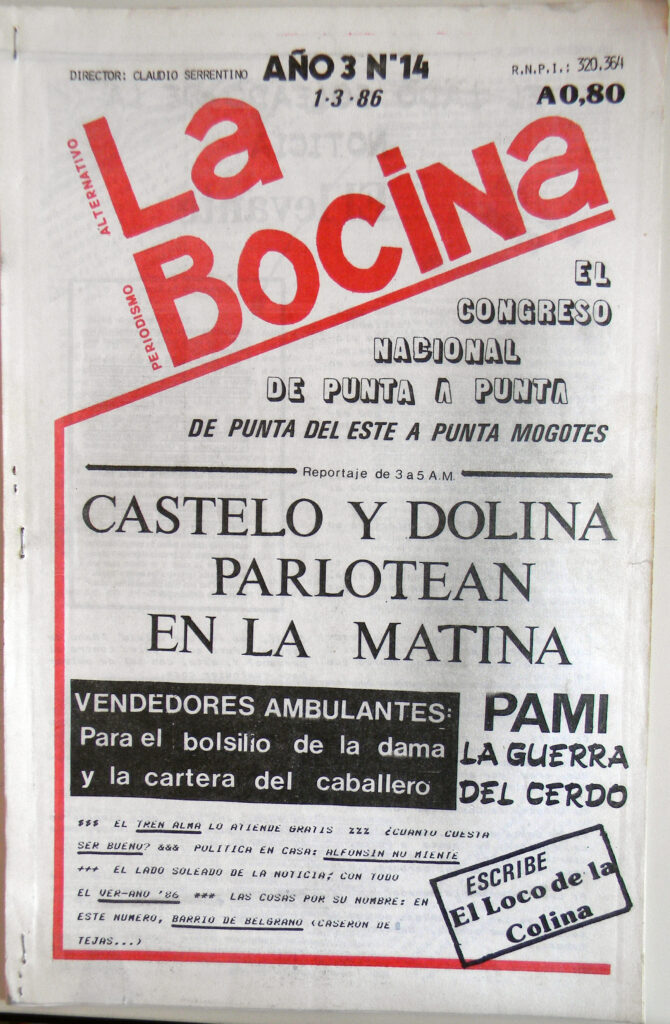 DIRECTOR: CLAUDIO SERRENTINO
AÑO 3 N°14
1·3·86
R.N.P.I.: 320.364
A0,80
PERIODISMO ALTERNATIVO
La
Bocina
EL
CONGRESO
NACIONAL
DE PUNTA A PUNTA
DE PUNTA DEL ESTE A PUNTA MOGOTES
Reportaje de 3 a 5 A.M.
CASTELO Y DOLINA
PARLOTEAN
EN LA MATINA
VENDEDORES AMBULANTES:
Para el bolsilio de la dama
y la cartera del caballero
PAMI
LA GUERRA
DEL CERDO
$$$ EL TREN ALMA LO ATIENDE GRATIS %%% ¿CUANTO CUESTA
SER BUENO? &&& POLITICA EN CASA: ALFONSIN NO MIENTE
+++ EL LADO SOLEADO DE LA NOTICIA; CON TODO
EL VER-ANO '86 *** LAS COSAS POR SU NOMBRE: EN
ESTE NUMERO, BARRIO DE BELGRANO (CASERON DE
TEJAS...)
ESCRIBE
El Loco de la
Colina